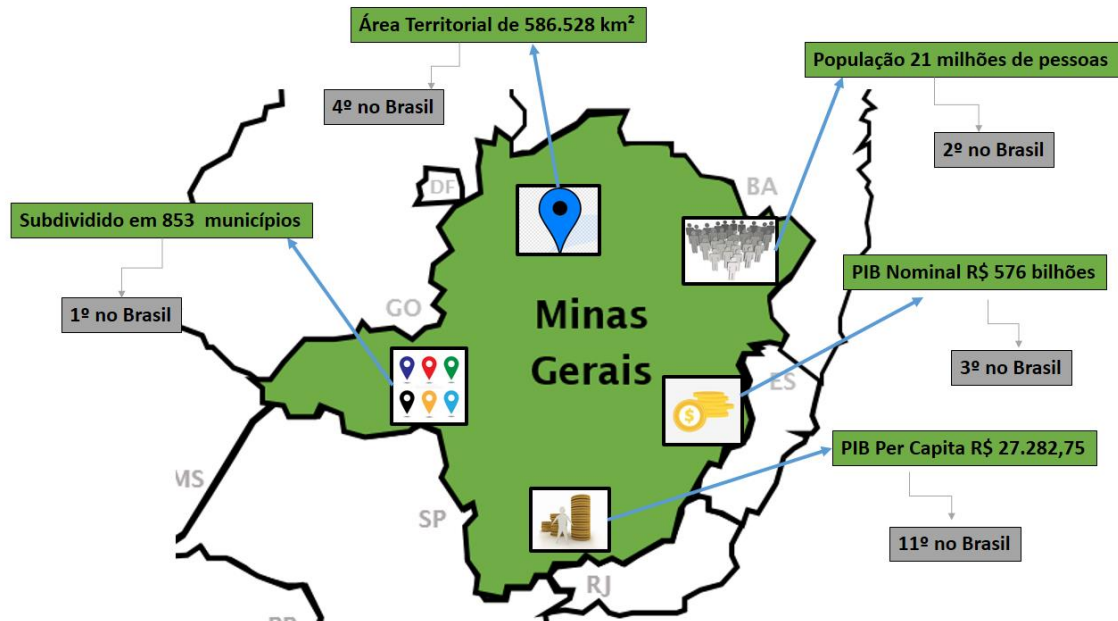 Área Territorial de 586.528 km²
4º no Brasil
População 21 milhões de pessoas
2º no Brasil
Subdividido em 853 municípios
1º no Brasil
PIB Nominal R$ 576 bilhões
3º no Brasil
PIB Per Capita R$ 27.282,75
11º no Brasil
DF
BA
GO
Minas
Gerais
ES
MS
SP
RJ
$